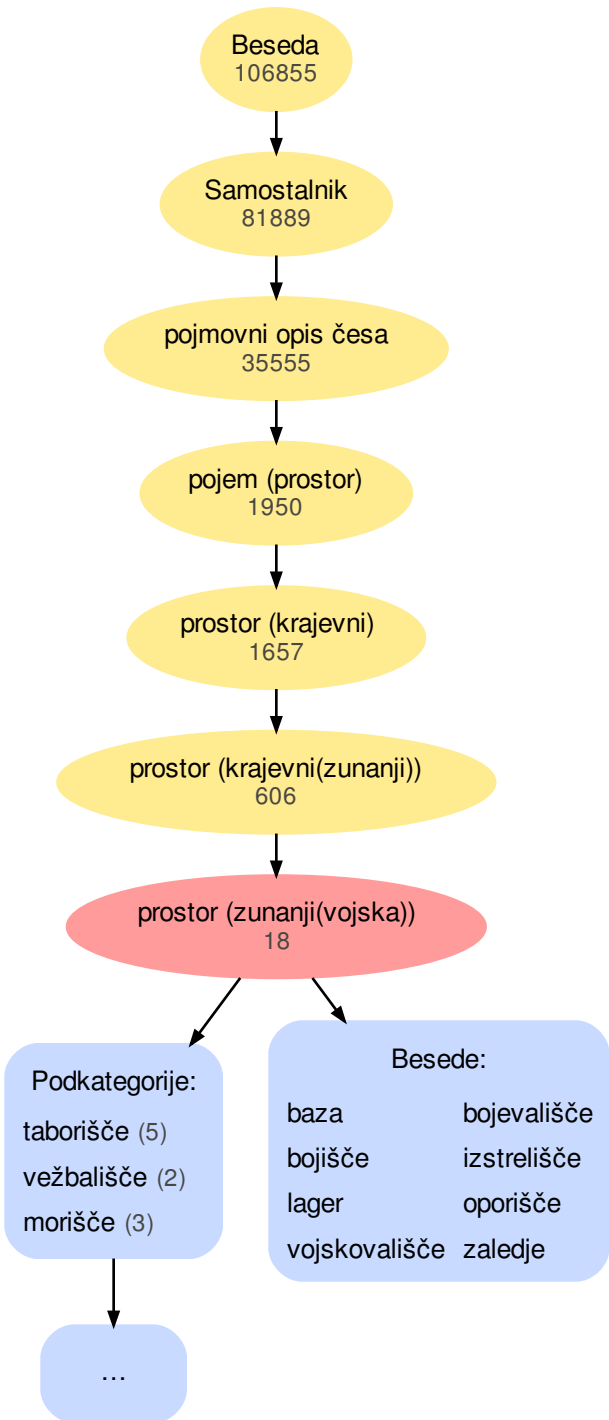 Beseda
106855
Samostalnik
81889
pojmovni opis česa
35555
pojem (prostor)
1950
prostor (krajevni)
1657
prostor (krajevni(zunanji))
606
prostor (zunanji(vojska))
18
Podkategorije:
taborišče (5)
vežbališče (2)
morišče (3)
...
Besede:
baza bojevališče
bojišče izstrelišče
lager oporišče
vojskovališče zaledje